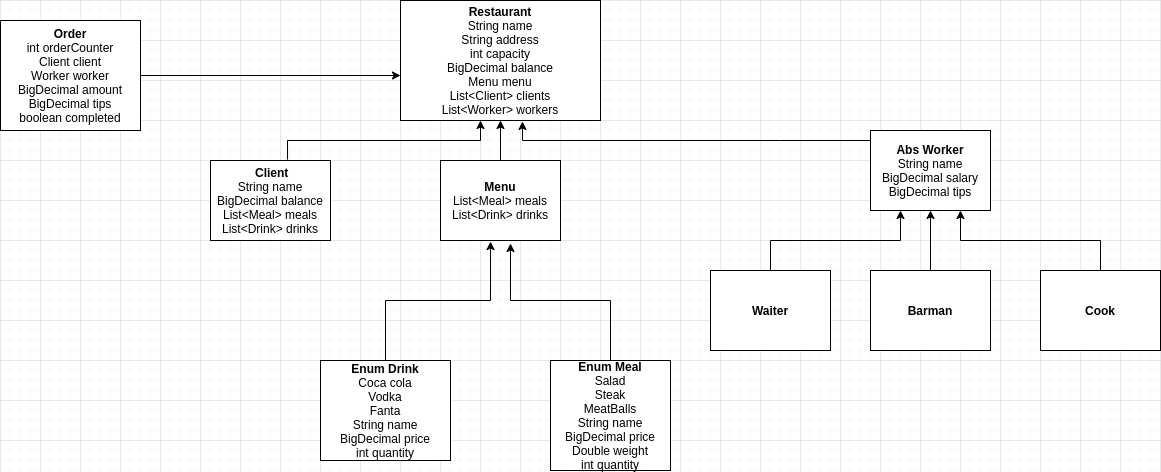 Order
int orderCounter
Client client
Worker worker
BigDecimal amount
BigDecimal tips
boolean completed
Restaurant
String name
String address
int capacity
BigDecimal balance
Menu menu
List<Client> clients
List<Worker> workers
Client
String name
BigDecimal balance
List<Meal> meals
List<Drink> drinks
Menu
List<Meal> meals
List<Drink> drinks
Abs Worker
String name
BigDecimal salary
BigDecimal tips
Waiter
Barman
Cook
Enum Drink
Coca cola
Vodka
Fanta
String name
BigDecimal price
int quantity
Enum Meal
Salad
Steak
MeatBalls
String name
BigDecimal price
Double weight
int quantity